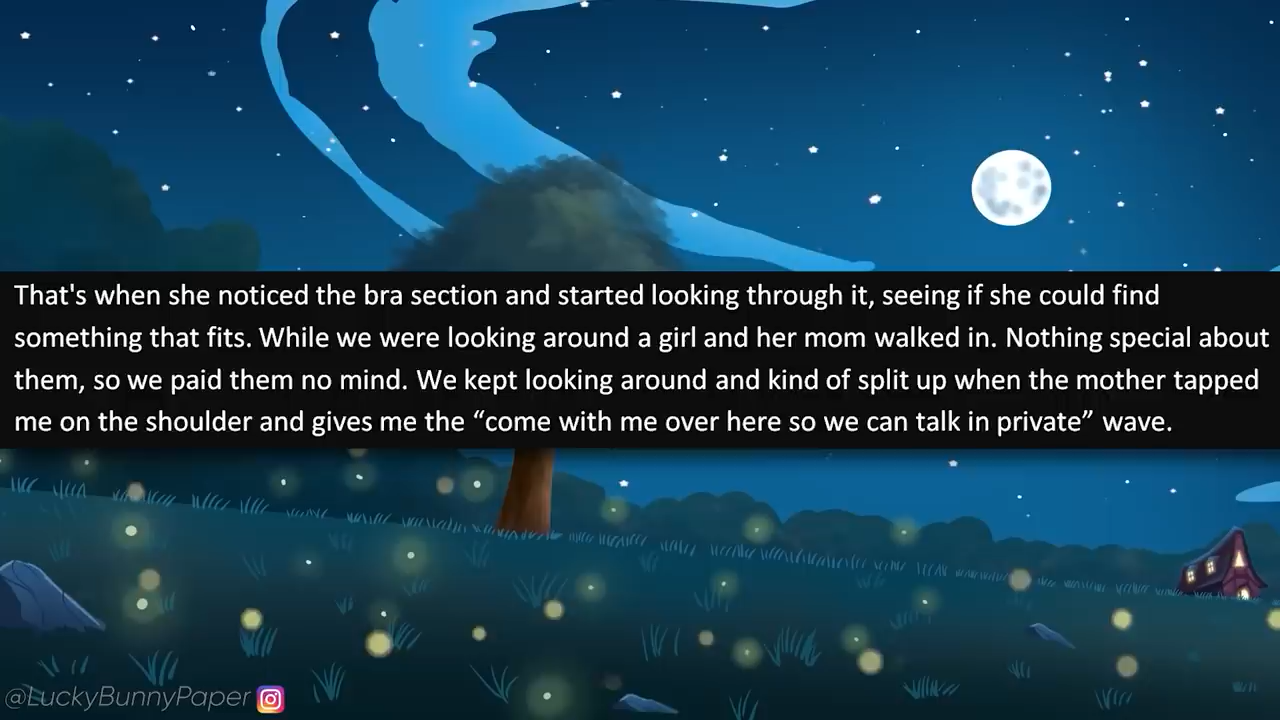 That's when she noticed the bra section and started looking through it, seeing if she could find
something that fits. While we were looking around a girl and her mom walked in. Nothing special about
them, so we paid them no mind. We kept looking around and kind of split up when the mother tapped
me on the shoulder and gives me the “come with me over here so we can talk in private” wave.
@LuckyBunnyPaper